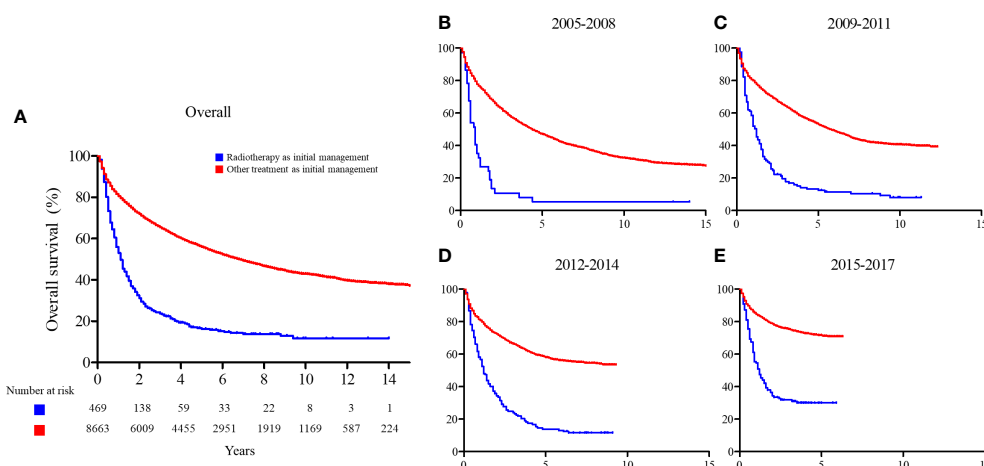 A
Overall
Overall survival (%)
100
80
60
40
20
0
Radiotherapy as initial management
Other treatment as initial management
0 2 4 6 8 10 12 14
Number at risk
469 138 59 33 22 8 3 1
8663 6009 4455 2951 1919 1169 587 224
Years
B
2005-2008
100
80
60
40
20
0
0 5 10 15
C
2009-2011
100
80
60
40
20
0
0 5 10 15
D
2012-2014
100
80
60
40
20
0
0 5 10 15
E
2015-2017
100
80
60
40
20
0
0 5 10 15